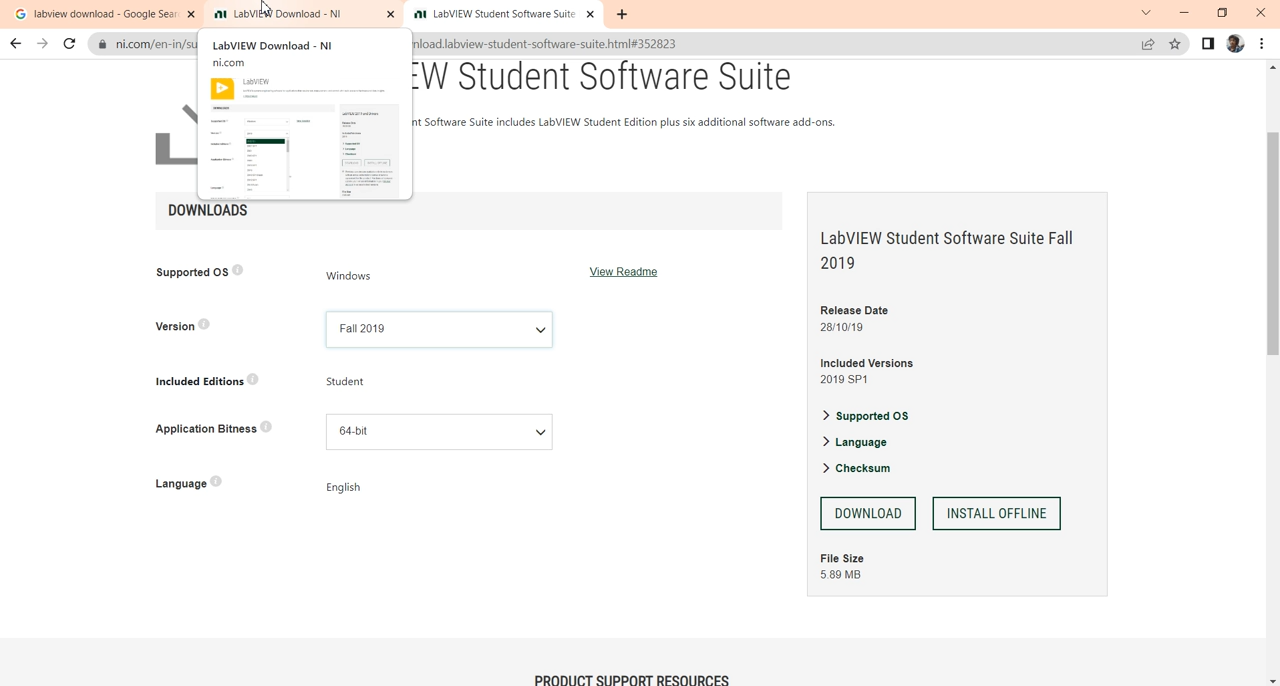 labview download - Google Sear
LabVIEW Download - NI
LabVIEW Student Software Suite
ni.com/en-in/su
nload.labview-student-software-suite.html#352823
LabVIEW Download - NI
ni.com
LabVIEW
DOWNLOADS
EW Student Software Suite
nt Software Suite includes LabVIEW Student Edition plus six additional software add-ons.
DOWNLOADS
Supported OS
Windows
View Readme
Version
Fall 2019
Included Editions
Student
Application Bitness
64-bit
Language
English
LabVIEW Student Software Suite Fall
2019
Release Date
28/10/19
Included Versions
2019 SP1
Supported OS
Language
Checksum
DOWNLOAD
INSTALL OFFLINE
File Size
5.89 MB
PRODUCT SUPPORT RESOURCES